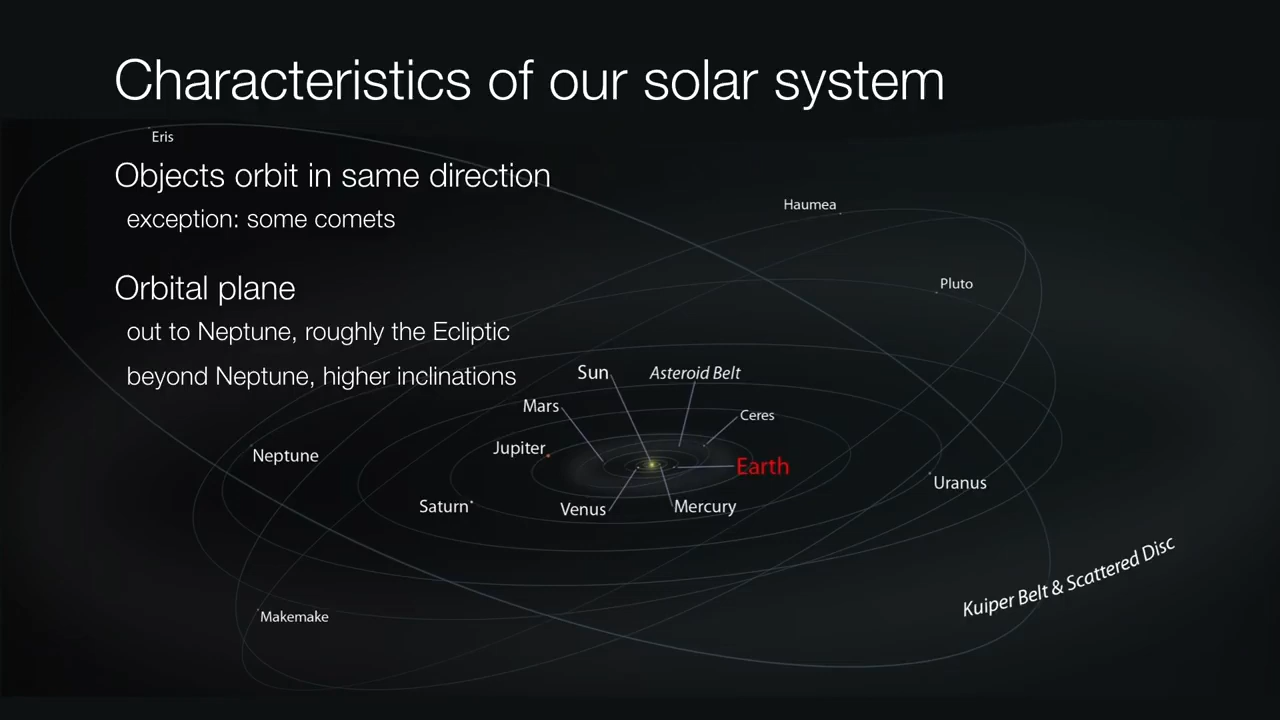 Characteristics of our solar system
Eris
Objects orbit in same direction
exception: some comets
Haumea
Orbital plane
Pluto
out to Neptune, roughly the Ecliptic
beyond Neptune, higher inclinations
Sun
Asteroid Belt
Mars
Ceres
Jupiter
Neptune
Earth
Uranus
Saturn
Venus
Mercury
Kuiper Belt & Scattered Disc
Makemake